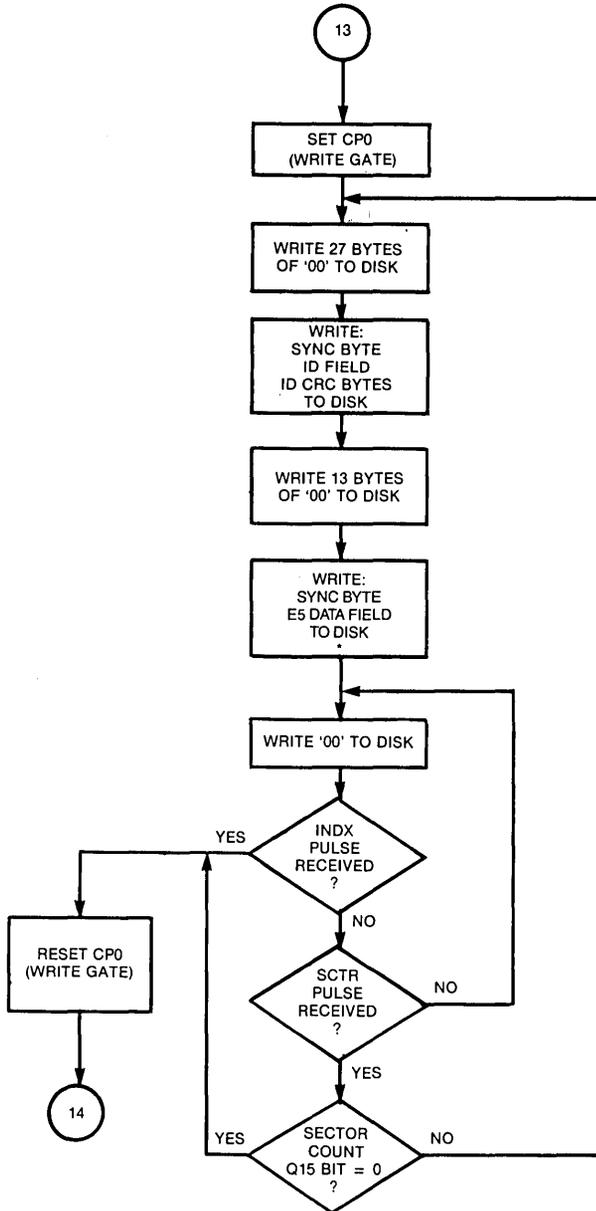 13
SET CP0
(WRITE GATE)
WRITE 27 BYTES
OF '00' TO DISK
WRITE:
SYNC BYTE
ID FIELD
ID CRC BYTES
TO DISK
WRITE 13 BYTES
OF '00' TO DISK
WRITE:
SYNC BYTE
E5 DATA FIELD
TO DISK
*
WRITE '00' TO DISK
YES
INDX
PULSE
RECEIVED
?
NO
RESET CP0
(WRITE GATE)
SCTR
PULSE
RECEIVED
?
NO
YES
14
YES
SECTOR
COUNT
Q15 BIT = 0
?
NO